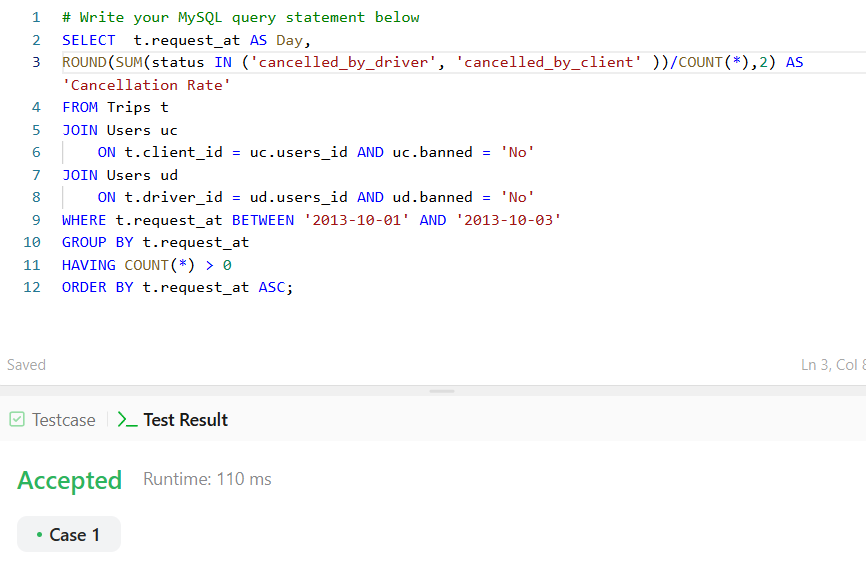 1 # Write your MySQL query statement below
2 SELECT  t.request_at AS Day,
3 ROUND(SUM(status IN ('cancelled_by_driver', 'cancelled_by_client' ))/COUNT(*),2) AS
'Cancellation Rate'
4 FROM Trips t
5 JOIN Users uc
6     ON t.client_id = uc.users_id AND uc.banned = 'No'
7 JOIN Users ud
8     ON t.driver_id = ud.users_id AND ud.banned = 'No'
9 WHERE t.request_at BETWEEN '2013-10-01' AND '2013-10-03'
10 GROUP BY t.request_at
11 HAVING COUNT(*) > 0
12 ORDER BY t.request_at ASC;
Saved Ln 3, Col
Testcase Test Result
Accepted Runtime: 110 ms
Case 1